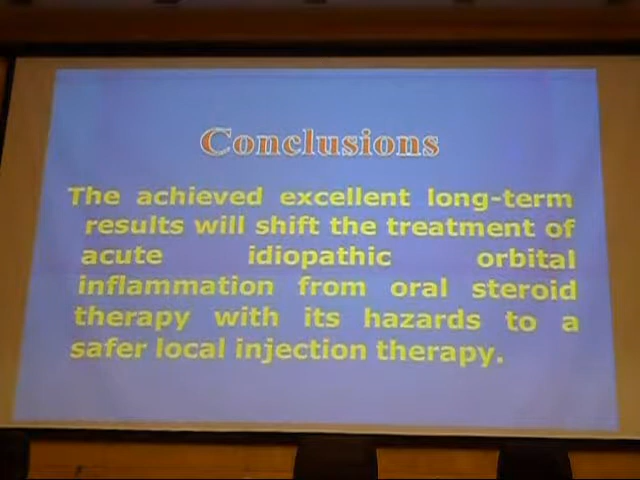 Conclusions
The achieved excellent long-term
results will shift the treatment of
acute idiopathic orbital
inflammation from oral steroid
therapy with its hazards to a
safer local injection therapy.